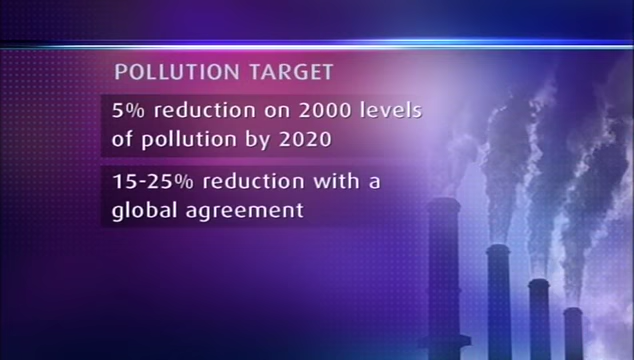 POLLUTION TARGET
5% reduction on 2000 levels
of pollution by 2020
15-25% reduction with a
global agreement